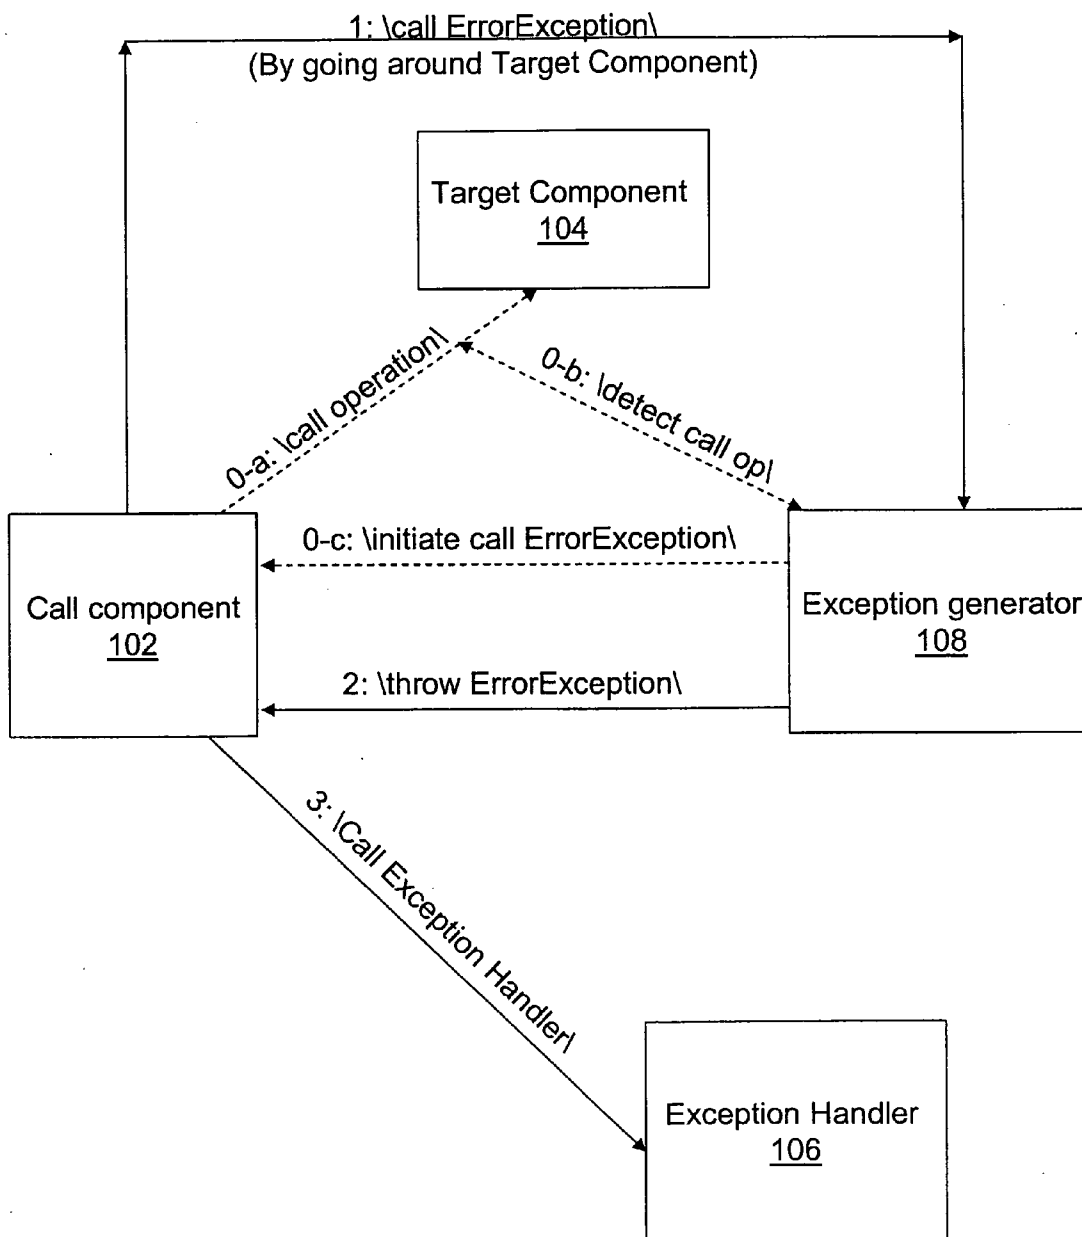 1: \call ErrorException\
(By going around Target Component)
Target Component
104
0-a: \call operation\
0-b: \detect call op\
0-c: \initiate call ErrorException\
Call component
102
Exception generator
108
2: \throw ErrorException\
3: \Call Exception Handler\
Exception Handler
106